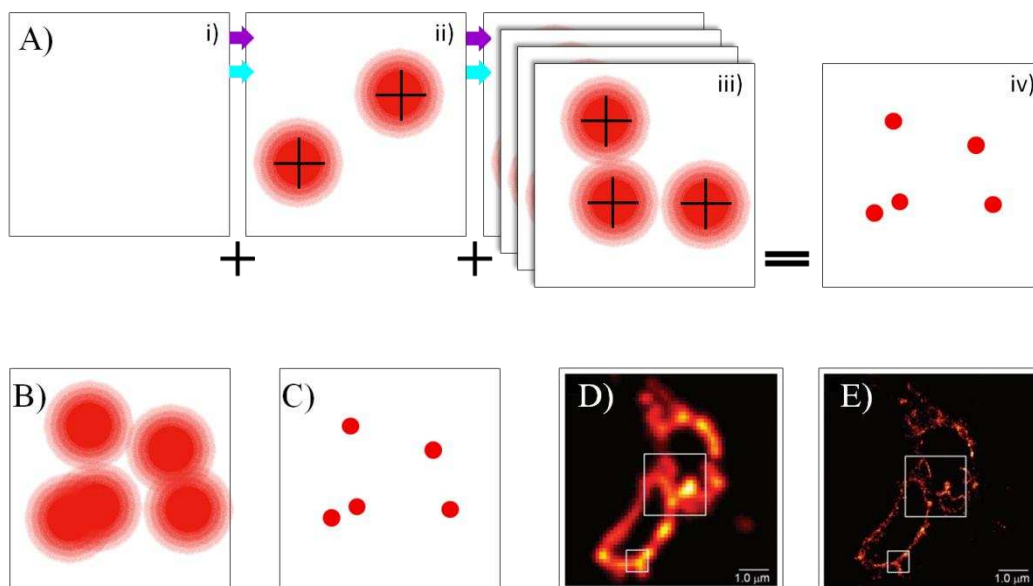 A) i) ii) iii) iv)
+ + =
B) C) D) E)
1.0 μm 1.0 μm